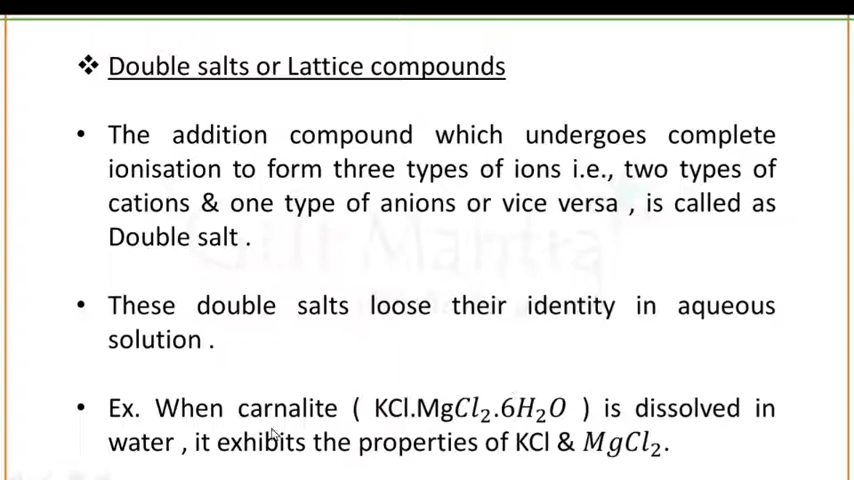 ❖ Double salts or Lattice compounds
• The addition compound which undergoes complete
ionisation to form three types of ions i.e., two types of
cations & one type of anions or vice versa , is called as
Double salt .
• These double salts loose their identity in aqueous
solution .
• Ex. When carnalite ( KCl.MgCl₂.6H₂O ) is dissolved in
water , it exhibits the properties of KCl & MgCl₂.